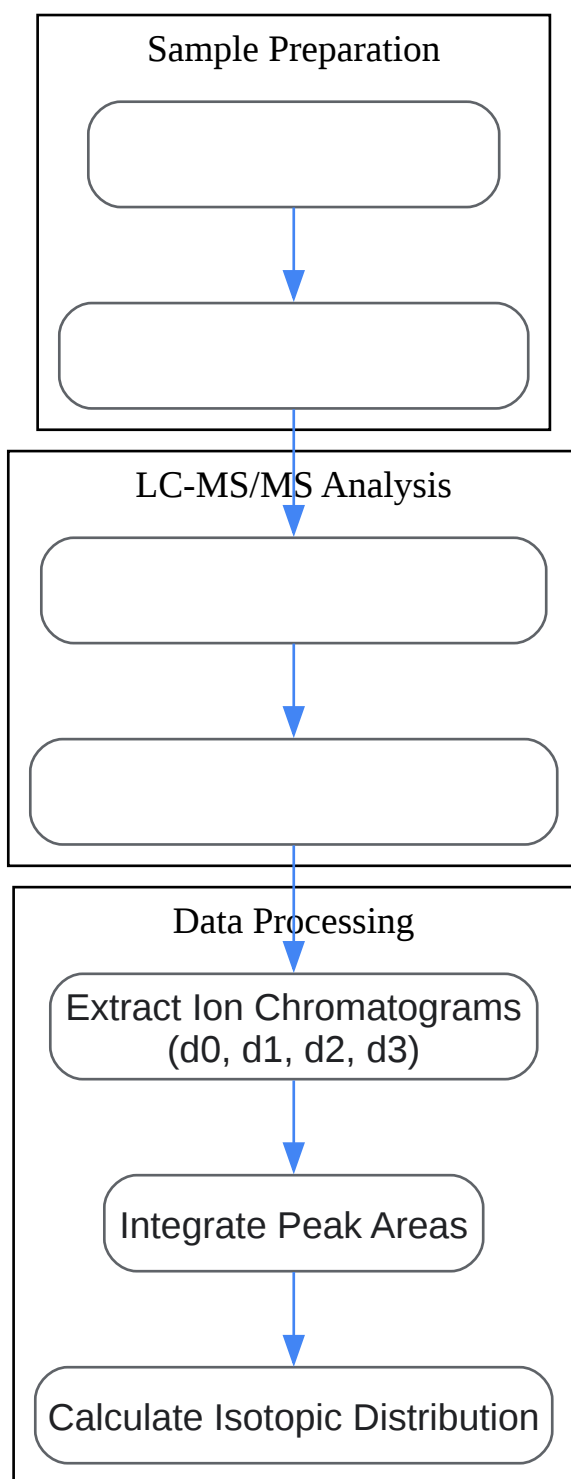 Sample Preparation
LC-MS/MS Analysis
Data Processing
Extract Ion Chromatograms
(d0, d1, d2, d3)
Integrate Peak Areas
Calculate Isotopic Distribution